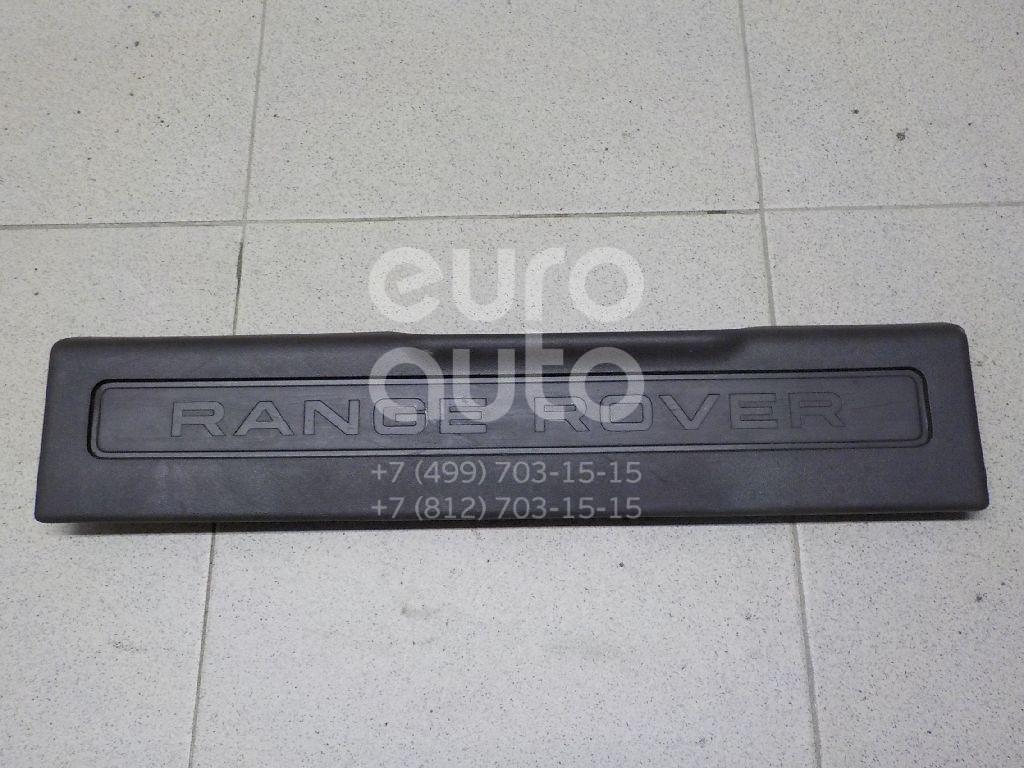 euro
auto
RANGE ROVER
+7 (499) 703-15-15
+7 (812) 703-15-15